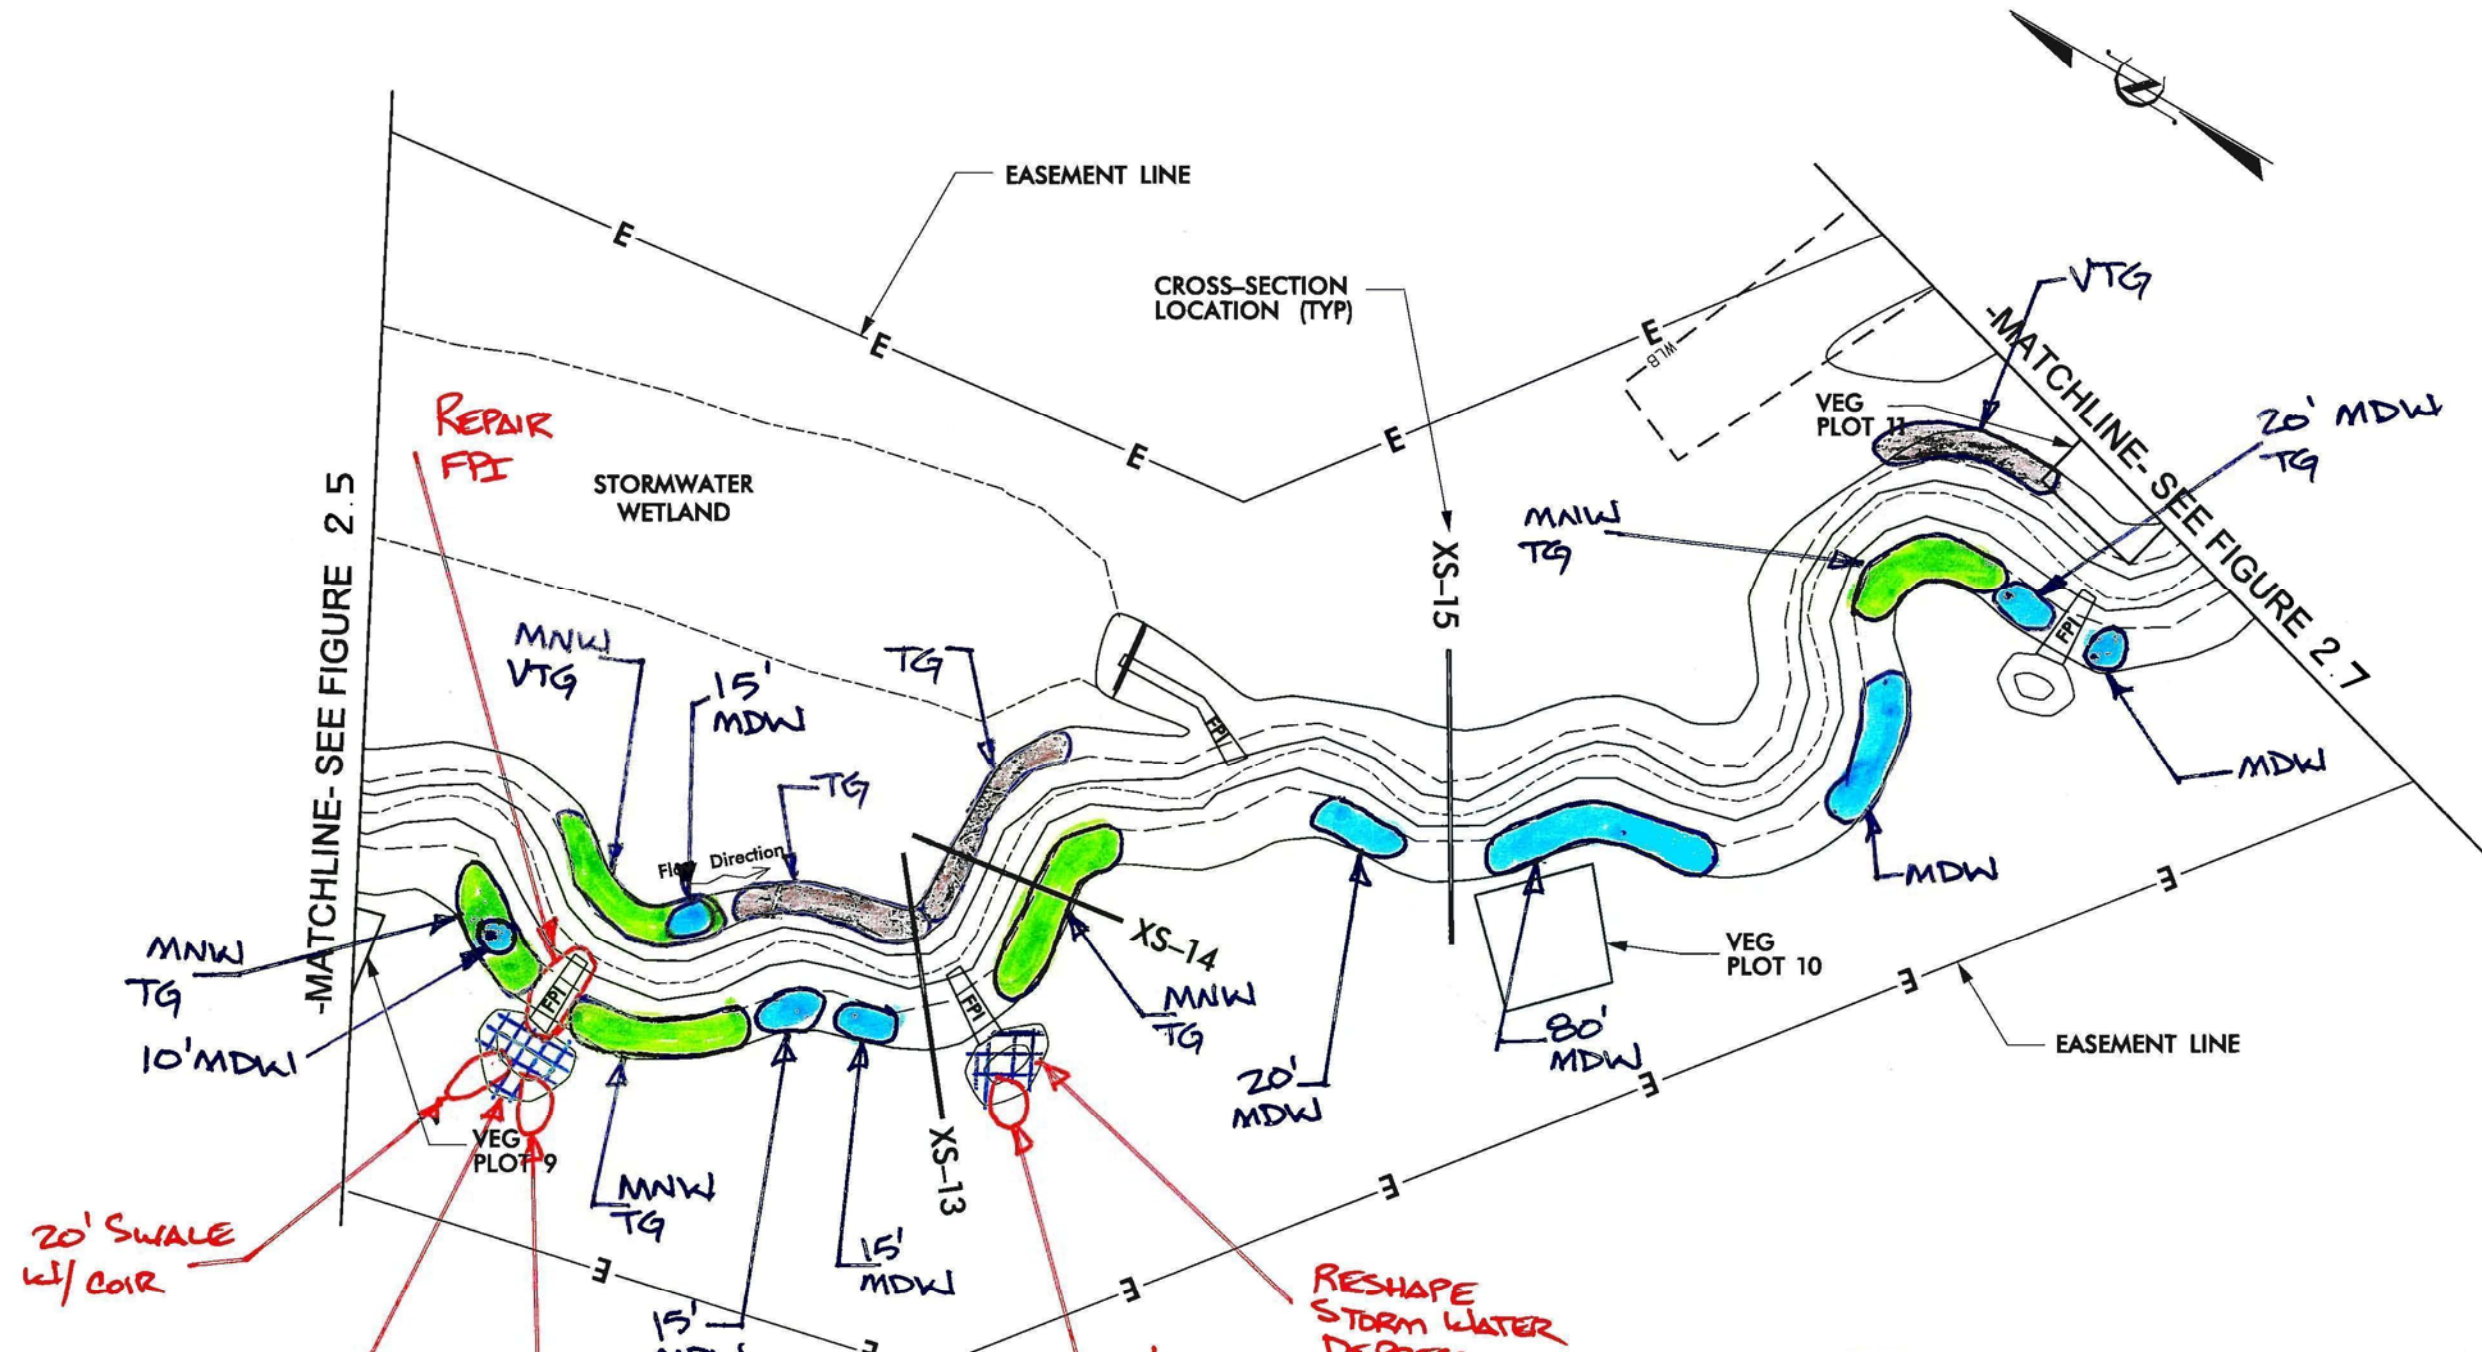 EASEMENT LINE
E
E
E
E
E
CROSS-SECTION
LOCATION (TYP)
WLB
VTG
-MATCHLINE- SEE FIGURE 2.7
VEG
PLOT 11
20' MDW
TG
REPAIR
FPI
STORMWATER
WETLAND
-MATCHLINE- SEE FIGURE 2.5
MNW
TG
XS-15
FPI
MDW
MNW
VTG
15'
MDW
TG
TG
FPI
Direction
MDW
XS-14
MNW
TG
VEG
PLOT 10
E
E
EASEMENT LINE
MNW
TG
10' MDW
FPI
FPI
80'
MDW
20'
MDW
E
VEG
PLOT 9
XS-13
MNW
TG
E
20' SWALE
W/ COIR
15'
MDW
E
E
RESHAPE
STORM WATER
15'
E